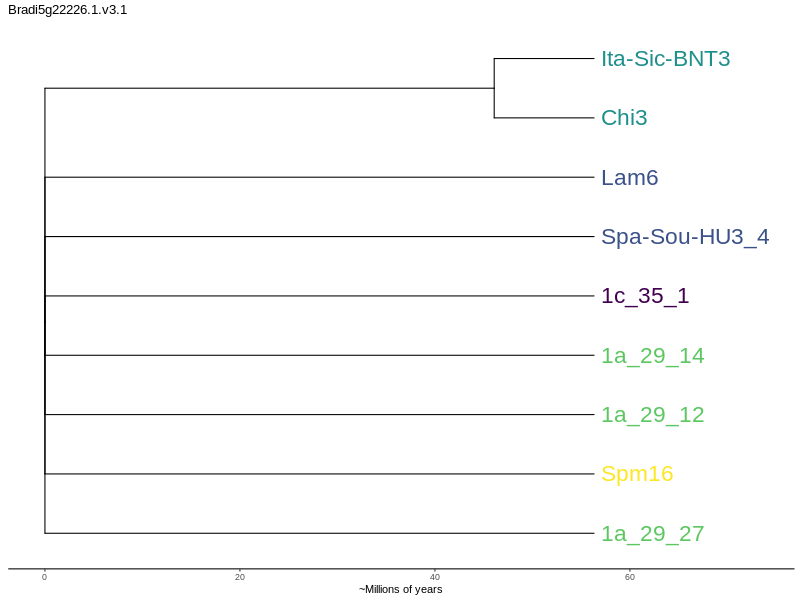 Bradi5g22226.1.v3.1
Ita-Sic-BNT3
Chi3
Lam6
Spa-Sou-HU3_4
1c_35_1
1a_29_14
1a_29_12
Spm16
1a_29_27
0 20 40 60
~Millions of years